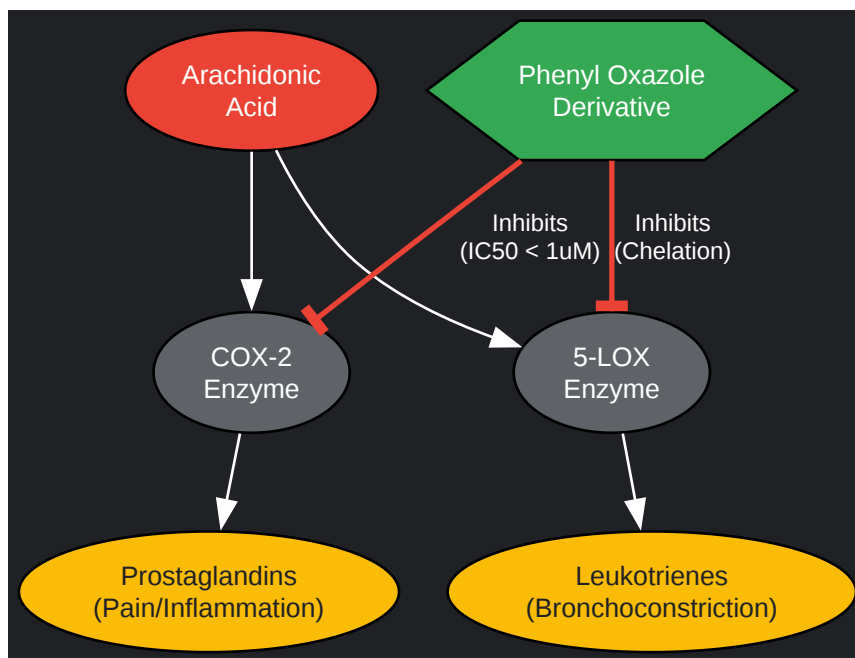 Arachidonic
Acid
Phenyl Oxazole
Derivative
Inhibits
(IC50 < 1uM)
Inhibits
(Chelation)
COX-2
Enzyme
5-LOX
Enzyme
Prostaglandins
(Pain/Inflammation)
Leukotrienes
(Bronchoconstriction)